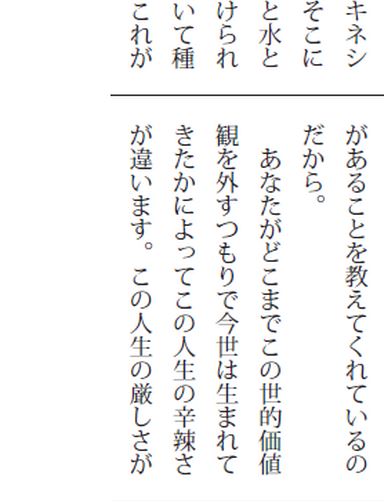 キネシ
そこに
と水と
けられ
いて種
これが
があることを教えてくれているの
だから。
　あなたがどこまでこの世的価値
観を外すつもりで今世は生まれて
きたかによってこの人生の辛辣さ
が違います。この人生の厳しさが